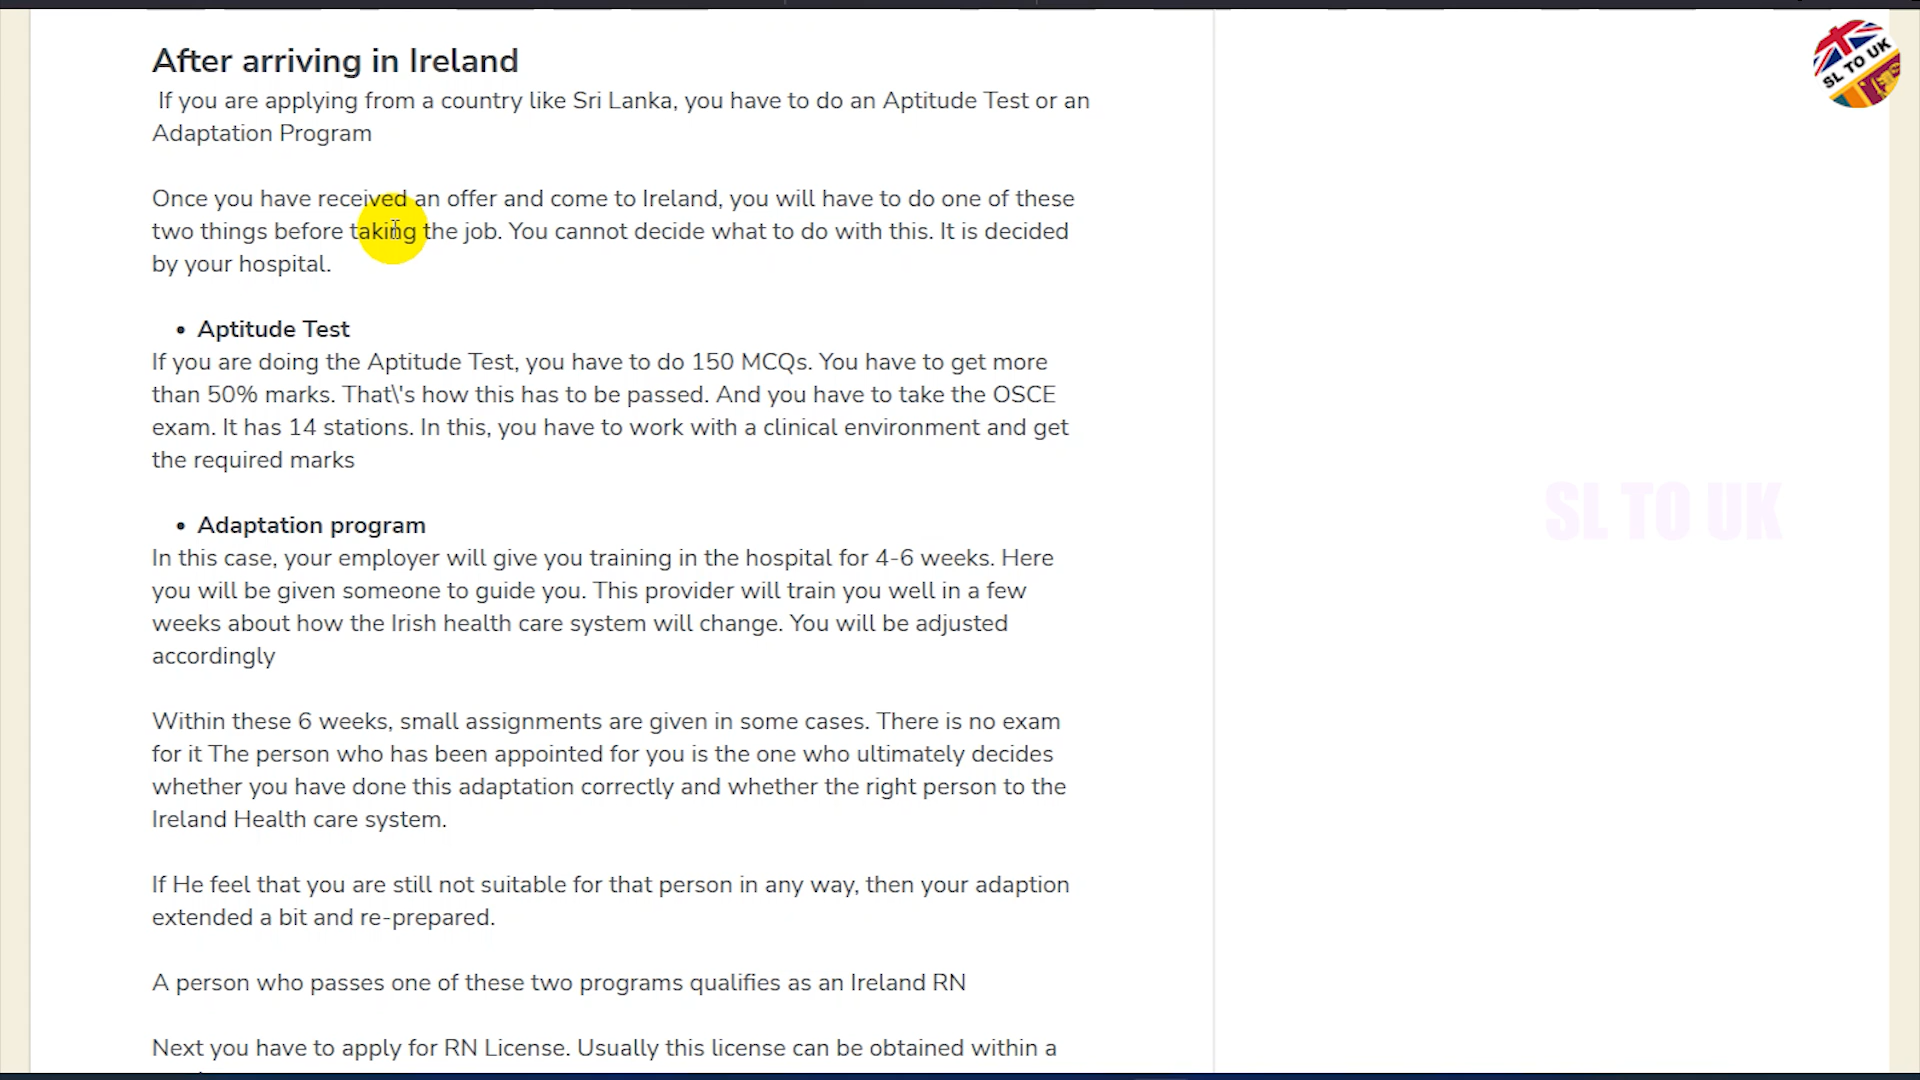 After arriving in Ireland
If you are applying from a country like Sri Lanka, you have to do an Aptitude Test or an
Adaptation Program
Once you have received an offer and come to Ireland, you will have to do one of these
two things before taking the job. You cannot decide what to do with this. It is decided
by your hospital.
• Aptitude Test
If you are doing the Aptitude Test, you have to do 150 MCQs. You have to get more
than 50% marks. That\'s how this has to be passed. And you have to take the OSCE
exam. It has 14 stations. In this, you have to work with a clinical environment and get
the required marks
• Adaptation program
In this case, your employer will give you training in the hospital for 4-6 weeks. Here
you will be given someone to guide you. This provider will train you well in a few
weeks about how the Irish health care system will change. You will be adjusted
accordingly
Within these 6 weeks, small assignments are given in some cases. There is no exam
for it The person who has been appointed for you is the one who ultimately decides
whether you have done this adaptation correctly and whether the right person to the
Ireland Health care system.
If He feel that you are still not suitable for that person in any way, then your adaption
extended a bit and re-prepared.
A person who passes one of these two programs qualifies as an Ireland RN
Next you have to apply for RN License. Usually this license can be obtained within a
SL TO UK
SL TO UK